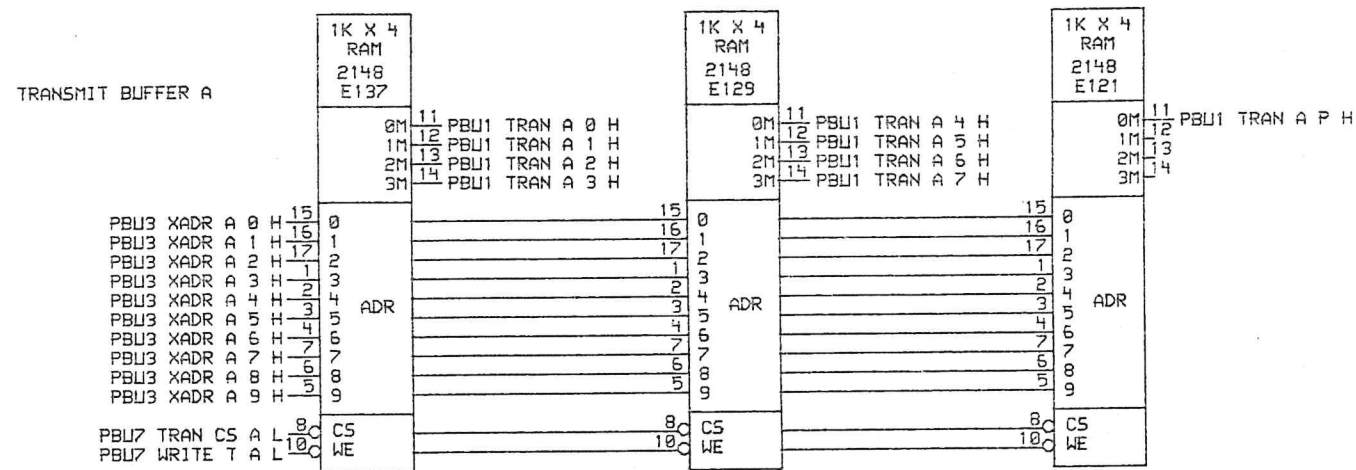 1K X 4 1K X 4 1K X 4
RAM RAM RAM
2148 2148 2148
E137 E129 E121
TRANSMIT BUFFER A
0M 11 PBU1 TRAN A 0 H 0M 11 PBU1 TRAN A 4 H 0M 11 PBU1 TRAN A P H
1M 12 PBU1 TRAN A 1 H 1M 12 PBU1 TRAN A 5 H 1M 12
2M 13 PBU1 TRAN A 2 H 2M 13 PBU1 TRAN A 6 H 2M 13
3M 14 PBU1 TRAN A 3 H 3M 14 PBU1 TRAN A 7 H 3M 14
PBU3 XADR A 0 H 15 0 15 0 15 0
PBU3 XADR A 1 H 16 1 16 1 16 1
PBU3 XADR A 2 H 17 2 17 2 17 2
PBU3 XADR A 3 H 1 3 1 3 1 3
PBU3 XADR A 4 H 2 4 ADR 2 4 ADR 2 4 ADR
PBU3 XADR A 5 H 3 5 3 5 3 5
PBU3 XADR A 6 H 4 6 4 6 4 6
PBU3 XADR A 7 H 7 7 7 7 7 7
PBU3 XADR A 8 H 6 8 6 8 6 8
PBU3 XADR A 9 H 5 9 5 9 5 9
PBU7 TRAN CS A L 8 CS 8 CS 8 CS
PBU7 WRITE T A L 10 WE 10 WE 10 WE